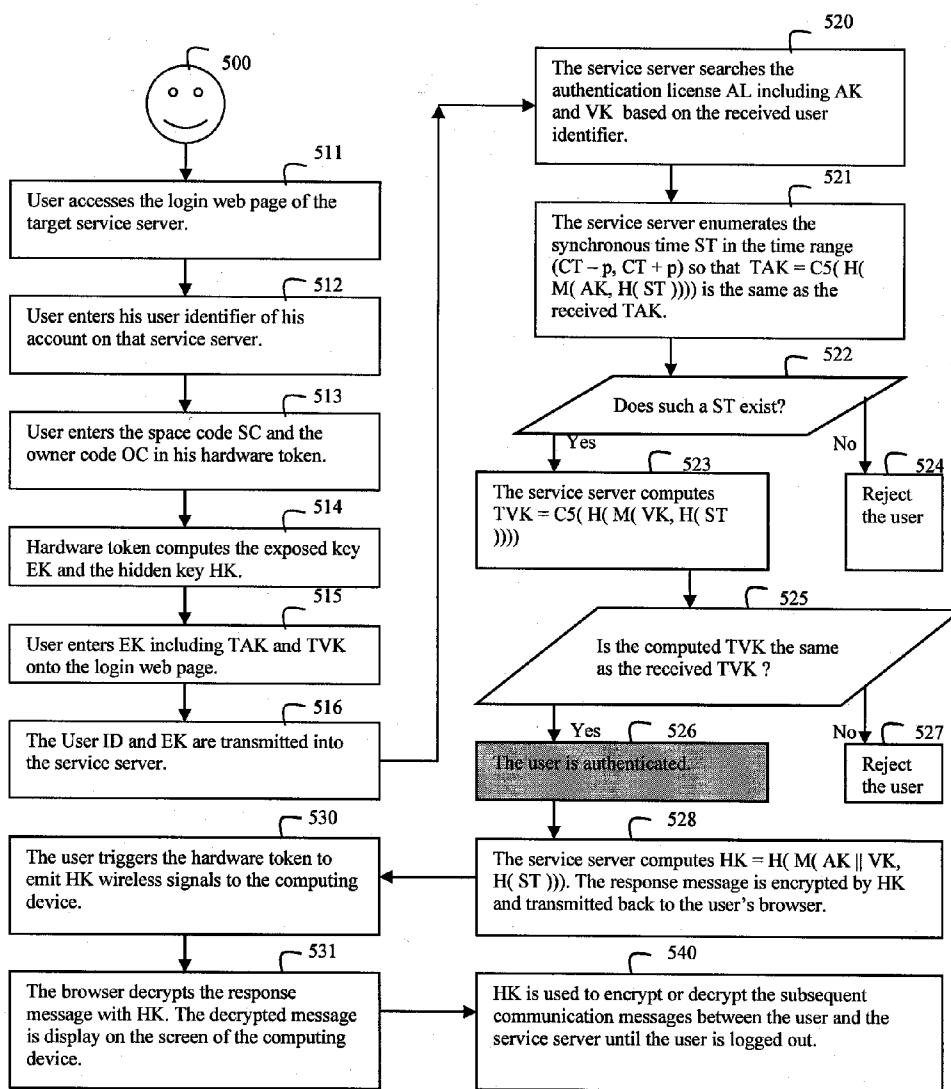 500
511
User accesses the login web page of the
target service server.
512
User enters his user identifier of his
account on that service server.
513
User enters the space code SC and the
owner code OC in his hardware token.
514
Hardware token computes the exposed key
EK and the hidden key HK.
515
User enters EK including TAK and TVK
onto the login web page.
516
The User ID and EK are transmitted into
the service server.
520
The service server searches the
authentication license AL including AK
and VK based on the received user
identifier.
521
The service server enumerates the
synchronous time ST in the time range
(CT – p, CT + p) so that TAK = C5( H(
M( AK, H( ST )))) is the same as the
received TAK.
522
Does such a ST exist?
Yes
No
523
The service server computes
TVK = C5( H( M( VK, H( ST
))))
524
Reject
the user
525
Is the computed TVK the same
as the received TVK ?
Yes
No
526
The user is authenticated.
527
Reject
the user
528
The service server computes HK = H( M( AK || VK,
H( ST ))). The response message is encrypted by HK
and transmitted back to the user's browser.
530
The user triggers the hardware token to
emit HK wireless signals to the computing
device.
531
The browser decrypts the response
message with HK. The decrypted message
is display on the screen of the computing
device.
540
HK is used to encrypt or decrypt the subsequent
communication messages between the user and the
service server until the user is logged out.